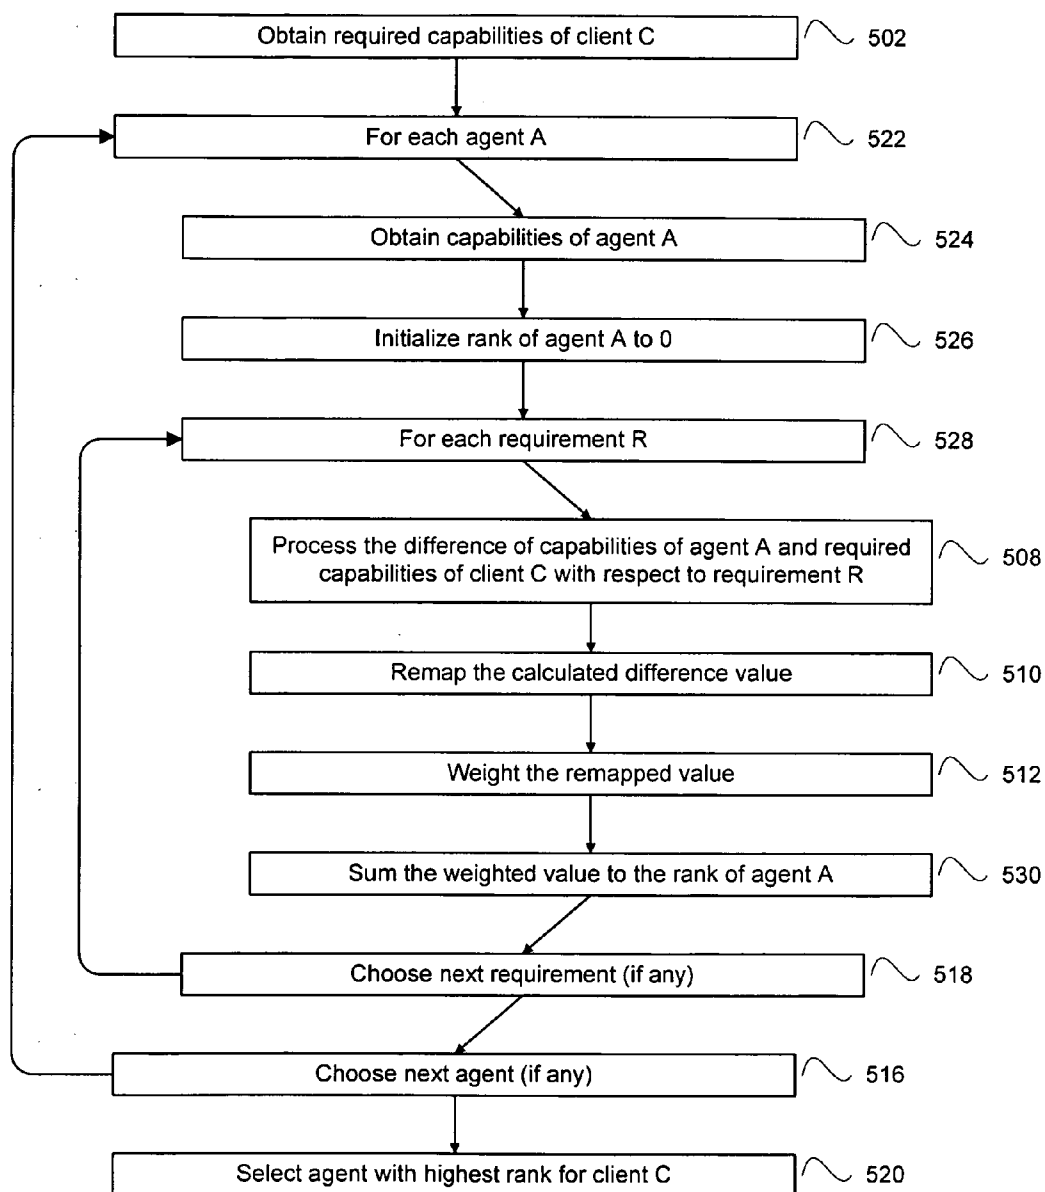 Obtain required capabilities of client C 502
For each agent A 522
Obtain capabilities of agent A 524
Initialize rank of agent A to 0 526
For each requirement R 528
Process the difference of capabilities of agent A and required
capabilities of client C with respect to requirement R 508
Remap the calculated difference value 510
Weight the remapped value 512
Sum the weighted value to the rank of agent A 530
Choose next requirement (if any) 518
Choose next agent (if any) 516
Select agent with highest rank for client C 520